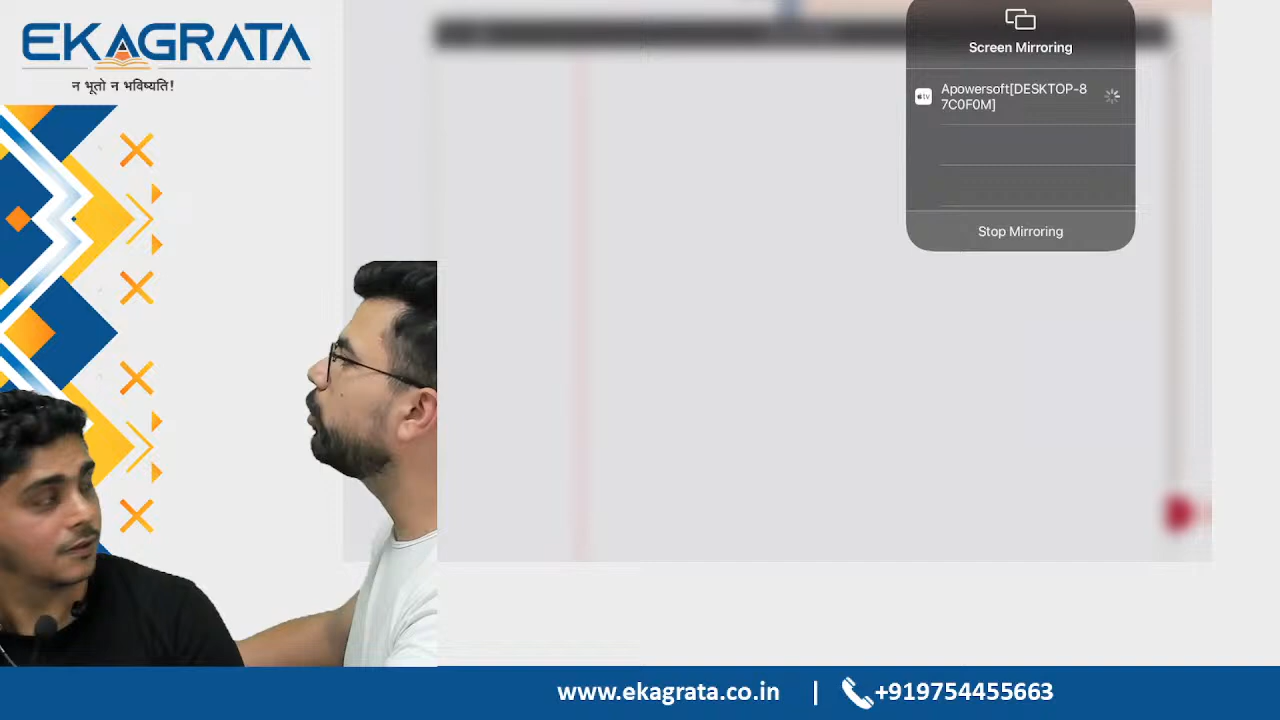 EKAGRATA
न भूतो न भविष्यति!
Screen Mirroring
Apowersoft[DESKTOP-8
7C0F0M]
Stop Mirroring
www.ekagrata.co.in | +919754455663